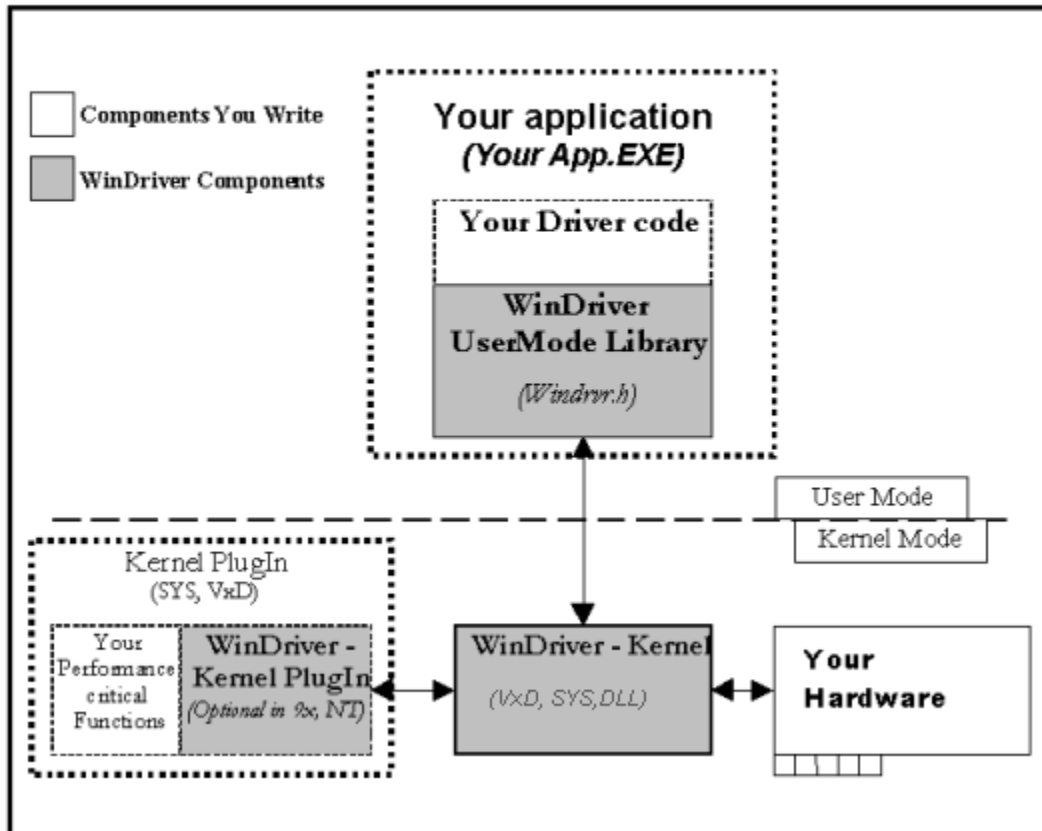 Components You Write
WinDriver Components
Your application
(Your App.EXE)
Your Driver code
WinDriver
UserMode Library
(Windrvr.h)
User Mode
Kernel Mode
Kernel PlugIn
(SYS, VxD)
Your
Performance
critical
Functions
WinDriver -
Kernel PlugIn
(Optional in 9x, NT)
WinDriver - Kernel
(VxD, SYS,DLL)
Your
Hardware